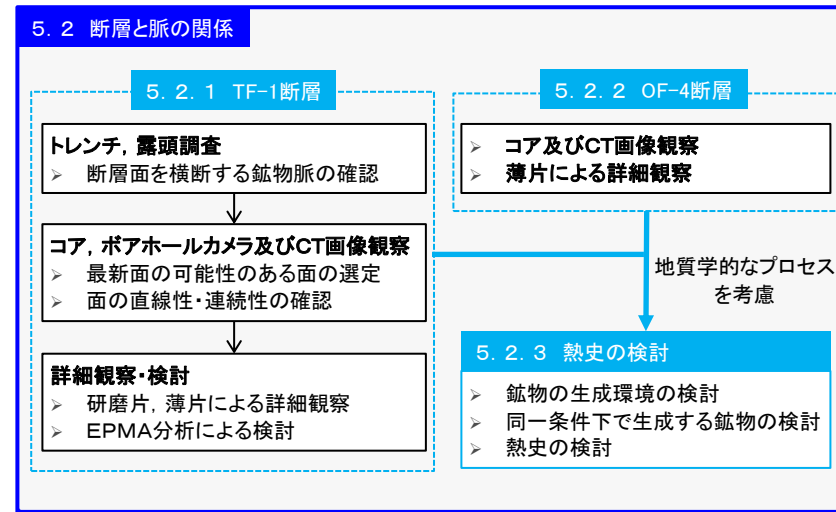 ５．２ 断層と脈の関係
５．２．１ TF-1断層
トレンチ，露頭調査
➢ 断層面を横断する鉱物脈の確認
コア，ボアホールカメラ及びCT画像観察
➢ 最新面の可能性のある面の選定
➢ 面の直線性・連続性の確認
詳細観察・検討
➢ 研磨片，薄片による詳細観察
➢ EPMA分析による検討
５．２．２ OF-4断層
➢ コア及びCT画像観察
➢ 薄片による詳細観察
地質学的なプロセス
を考慮
５．２．３ 熱史の検討
➢ 鉱物の生成環境の検討
➢ 同一条件下で生成する鉱物の検討
➢ 熱史の検討